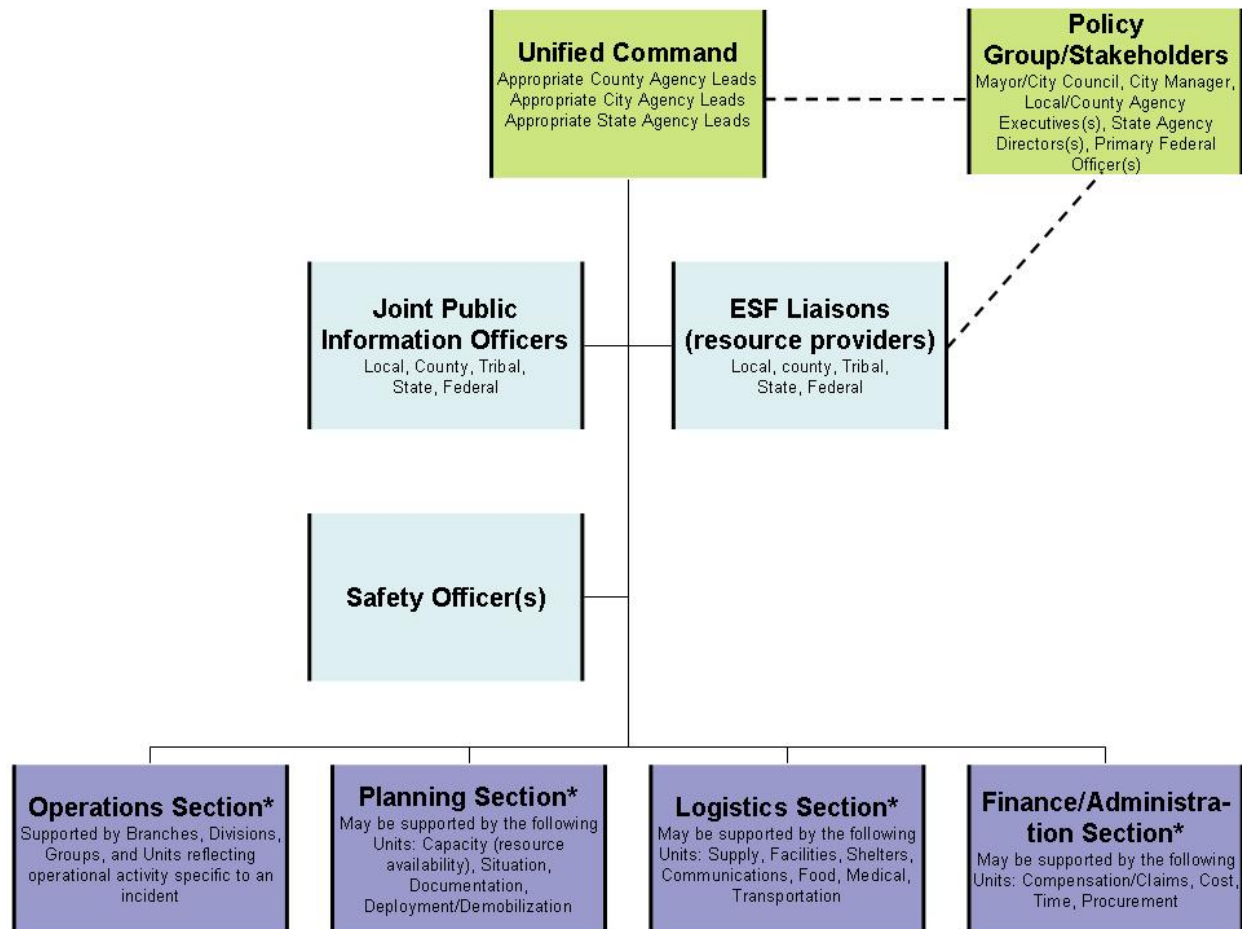 Unified Command
Appropriate County Agency Leads
Appropriate City Agency Leads
Appropriate State Agency Leads
Policy
Group/Stakeholders
Mayor/City Council, City Manager,
Local/County Agency
Executives(s), State Agency
Directors(s), Primary Federal
Officer(s)
Joint Public
Information Officers
Local, County, Tribal,
State, Federal
ESF Liaisons
(resource providers)
Local, county, Tribal,
State, Federal
Safety Officer(s)
Operations Section*
Supported by Branches, Divisions,
Groups, and Units reflecting
operational activity specific to an
incident
Planning Section*
May be supported by the following
Units: Capacity (resource
availability), Situation,
Documentation,
Deployment/Demobilization
Logistics Section*
May be supported by the following
Units: Supply, Facilities, Shelters,
Communications, Food, Medical,
Transportation
Finance/Administra-
tion Section*
May be supported by the following
Units: Compensation/Claims, Cost,
Time, Procurement